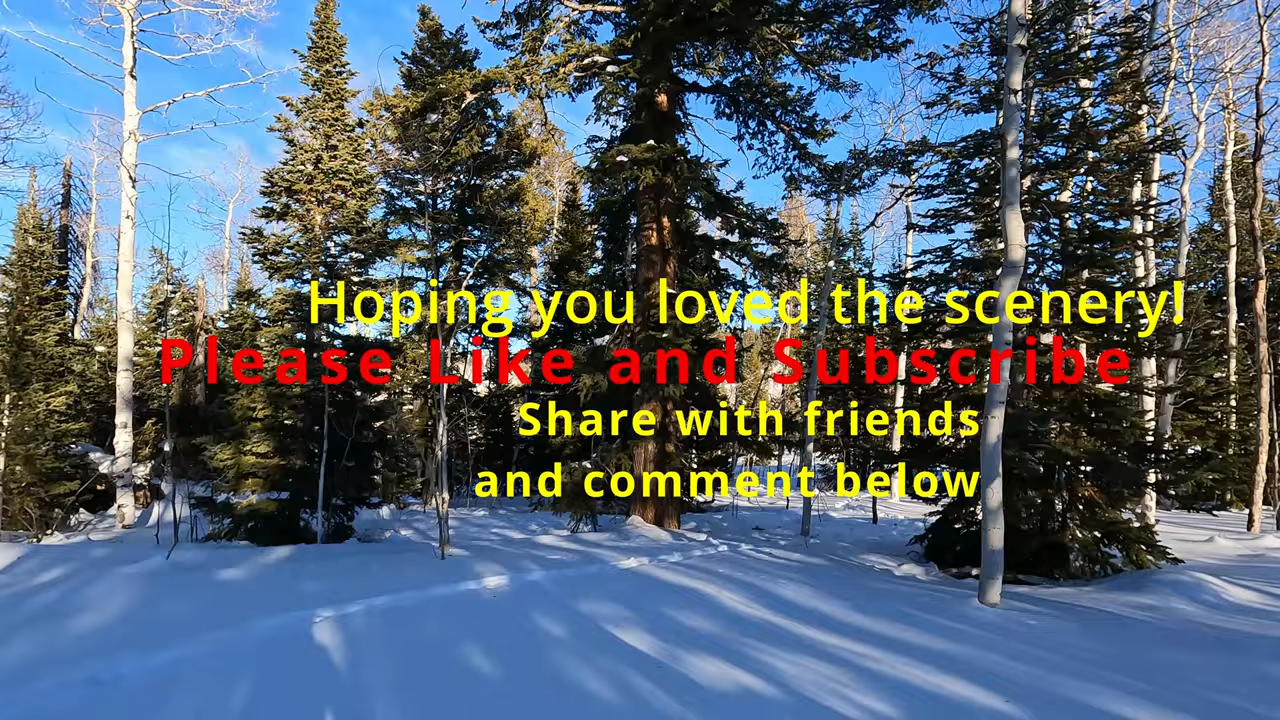 Hoping you loved the scenery!
Please Like and Subscribe
Share with friends
and comment below